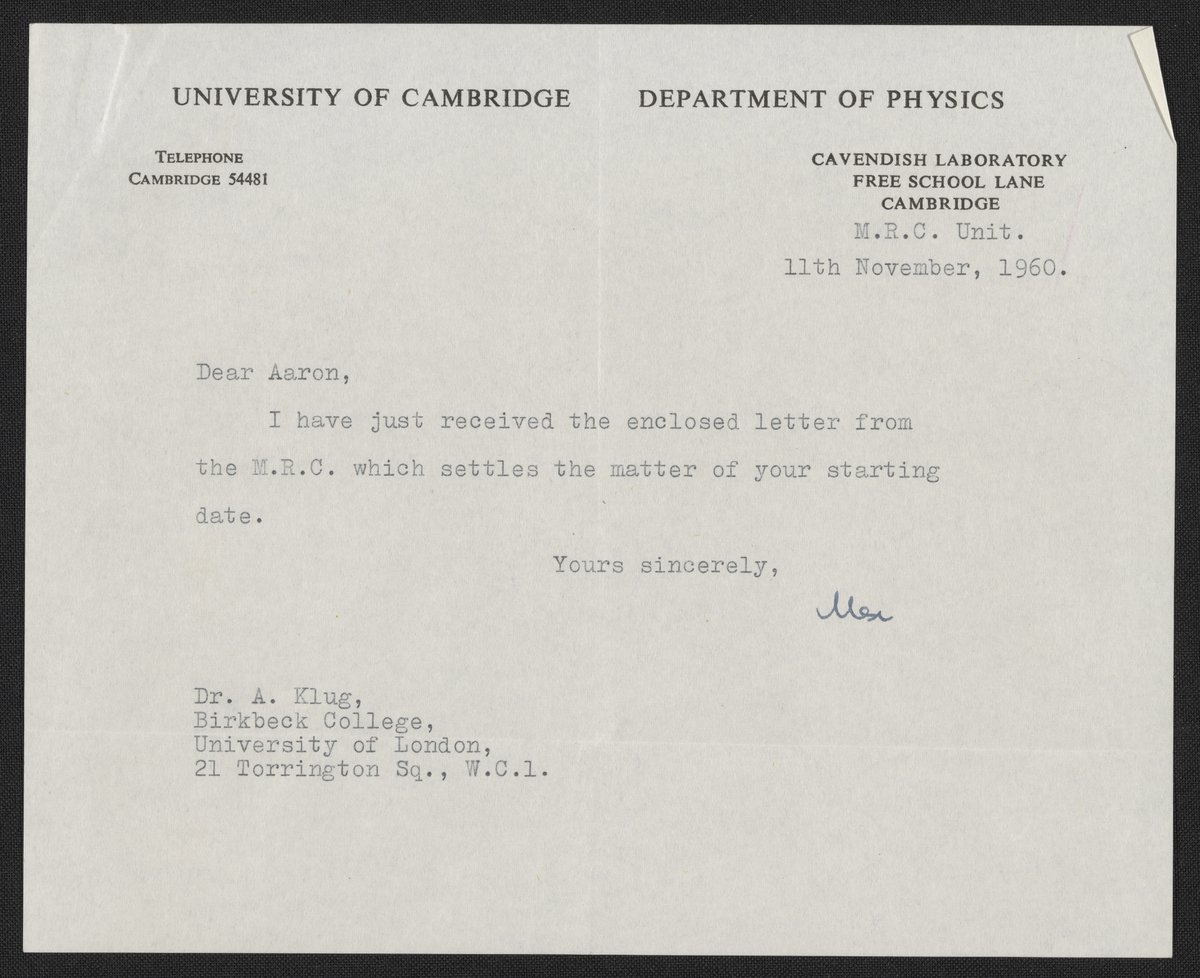 UNIVERSITY OF CAMBRIDGE DEPARTMENT OF PHYSICS
TELEPHONE
CAMBRIDGE 54481
CAVENDISH LABORATORY
FREE SCHOOL LANE
CAMBRIDGE
M.R.C. Unit.
11th November, 1960.
Dear Aaron,
I have just received the enclosed letter from
the M.R.C. which settles the matter of your starting
date.
Yours sincerely,
Max
Dr. A. Klug,
Birkbeck College,
University of London,
21 Torrington Sq., W.C.1.